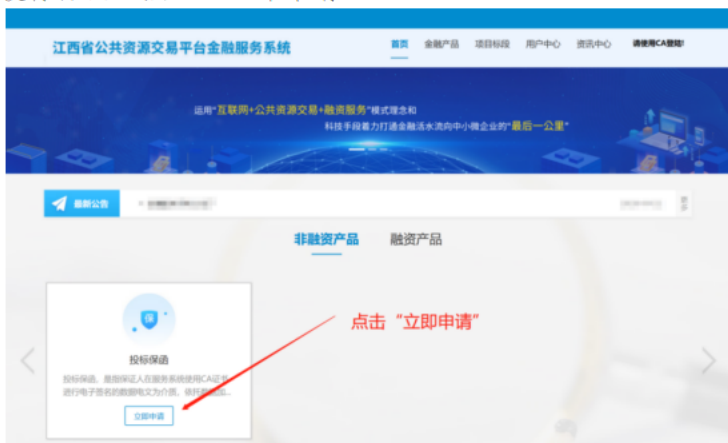 江西省公共资源交易平台金融服务系统
首页 金融产品 项目标段 用户中心 资讯中心 请使用CA登陆!
运用“互联网+公共资源交易+融资服务”模式理念和
科技手段着力打通金融活水流向中小微企业的“最后一公里”
最新公告
非融资产品 融资产品
点击“立即申请”
保
投标保函
投标保函，是指保证人在服务系统使用CA证书
进行电子签名的数据电文为介质，依托
立即申请